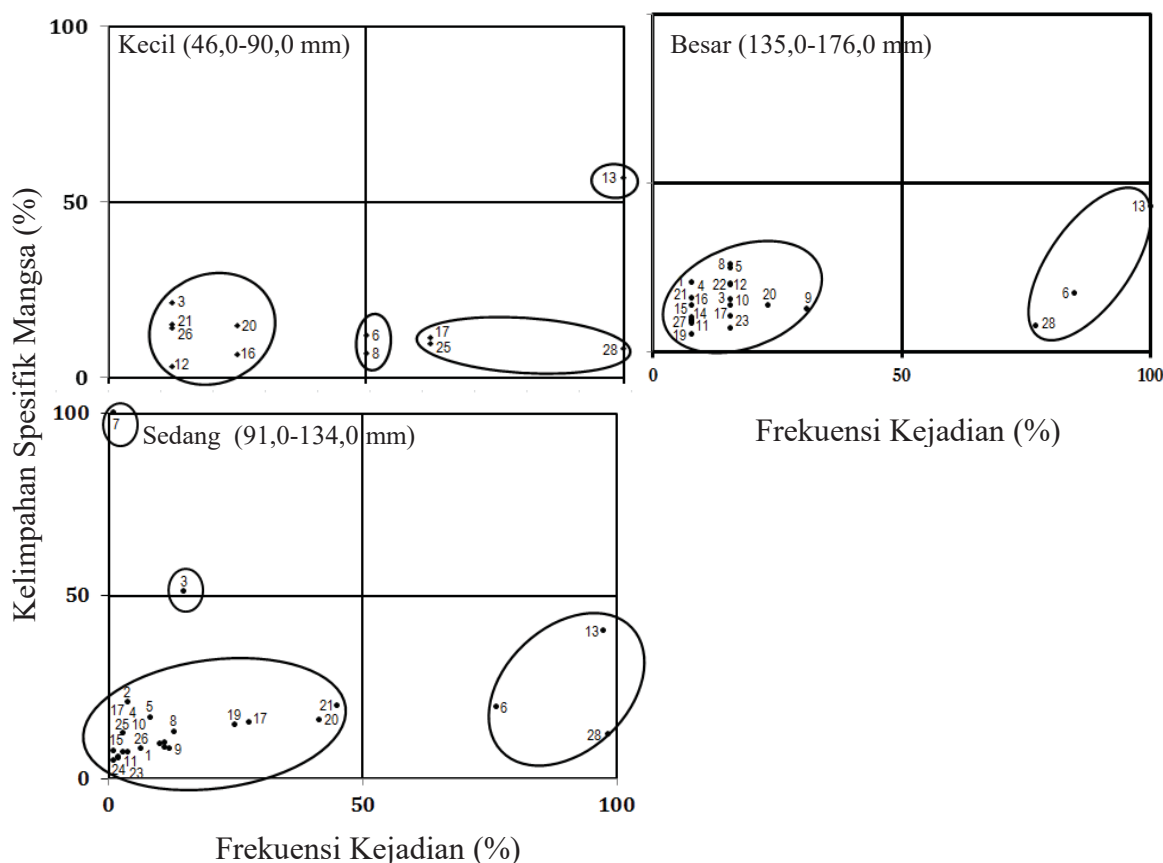 Kelimpahan Spesifik Mangsa (%)
100
50
0
Kecil (46,0-90,0 mm)
13
3
21
26
12
20
16
6
8
17
25
28
Besar (135,0-176,0 mm)
13
8 5
1 4 22 12
21 16 3 10 20 9
15 14 17
27 11 23
19
6
28
0 50 100
Frekuensi Kejadian (%)
100
50
0
7
Sedang (91,0-134,0 mm)
3
13
2
17 4 5
25 10 8
15 26 9
11 1
24 23
19 17
21
20
6
28
0 50 100
Frekuensi Kejadian (%)